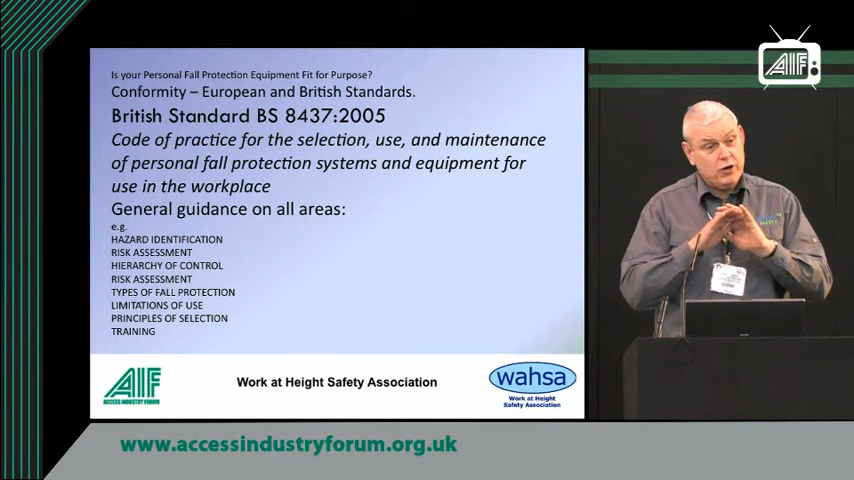 Is your Personal Fall Protection Equipment Fit for Purpose?
Conformity – European and British Standards.
British Standard BS 8437:2005
Code of practice for the selection, use, and maintenance
of personal fall protection systems and equipment for
use in the workplace
General guidance on all areas:
e.g.
HAZARD IDENTIFICATION
RISK ASSESSMENT
HIERARCHY OF CONTROL
RISK ASSESSMENT
TYPES OF FALL PROTECTION
LIMITATIONS OF USE
PRINCIPLES OF SELECTION
TRAINING
AIF
ACCESS INDUSTRY FORUM
Work at Height Safety Association
wahsa
Work at Height
Safety Association
AIF
www.accessindustryforum.org.uk